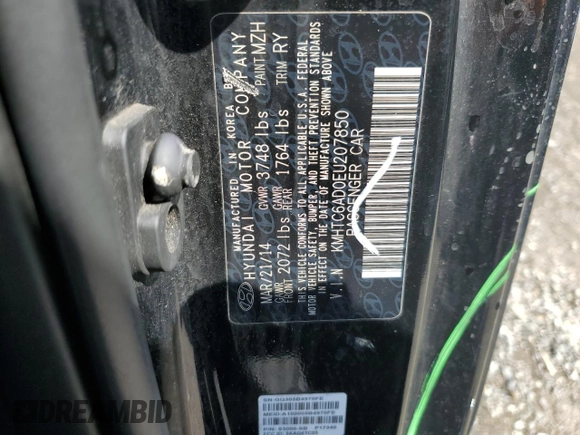 MANUFACTURED IN KOREA BY
HYUNDAI MOTOR COMPANY
MAR/21/14 GVWR 3748 lbs PAINT MZH
GAWR FRONT 2072 lbs GAWR REAR 1764 lbs TRIM RY
THIS VEHICLE CONFORMS TO ALL APPLICABLE U.S.A. FEDERAL
MOTOR VEHICLE SAFETY, BUMPER, AND THEFT PREVENTION STANDARDS
IN EFFECT ON THE DATE OF MANUFACTURE SHOWN ABOVE
V.I.N KMHTC6AD0EU207850
PASSENGER CAR
DREAMBID